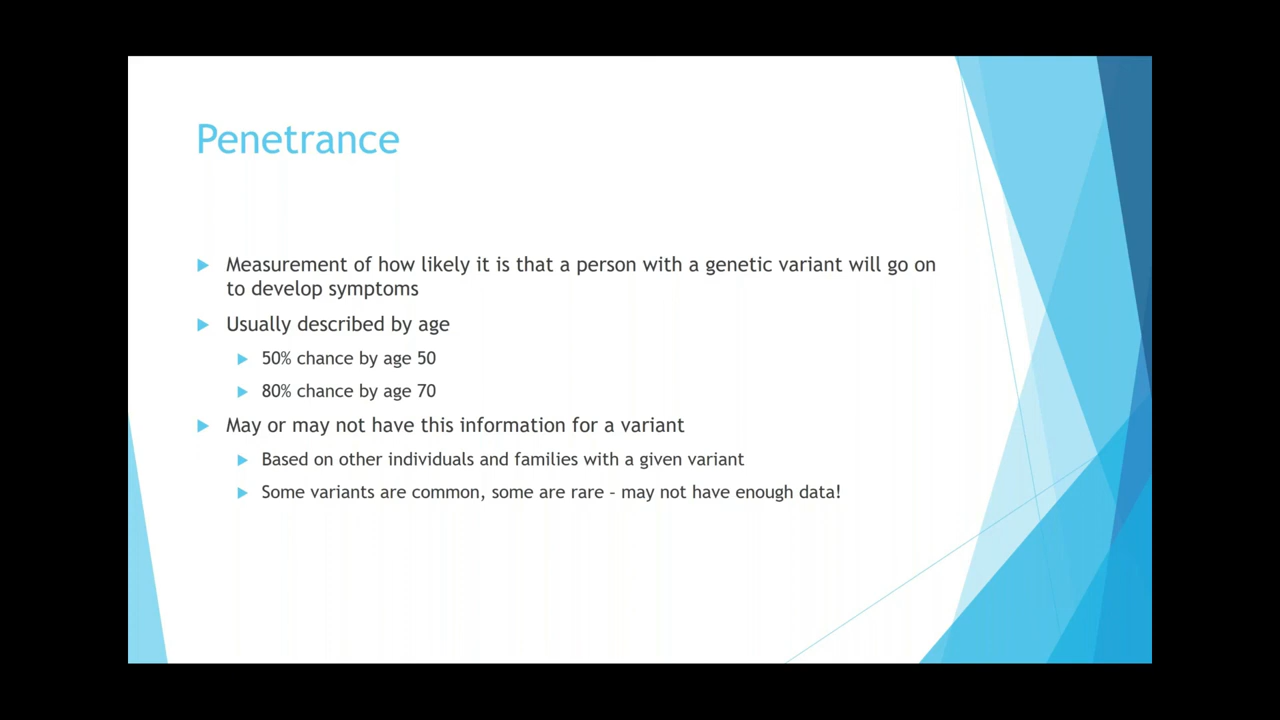 Penetrance
Measurement of how likely it is that a person with a genetic variant will go on
to develop symptoms
Usually described by age
50% chance by age 50
80% chance by age 70
May or may not have this information for a variant
Based on other individuals and families with a given variant
Some variants are common, some are rare – may not have enough data!